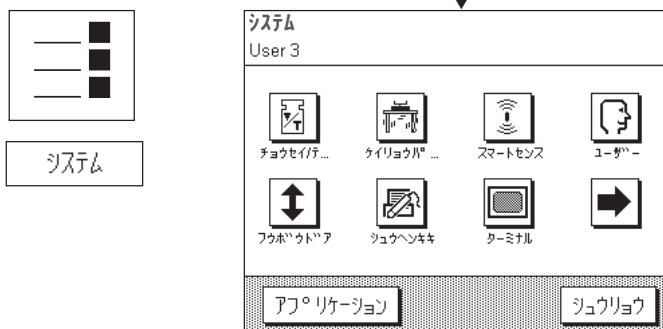 システム
システム
User 3
チョウセイ/テ...
ケイリョウパ...
スマートセンス
ユーザー
フウボウドア
シュウヘンキキ
ターミナル
アプリケーション
シュウリョウ